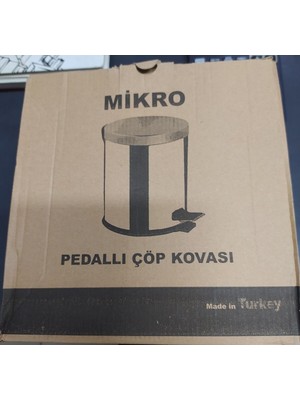 MİKRO
PEDALLI ÇÖP KOVASI
Made in Turkey